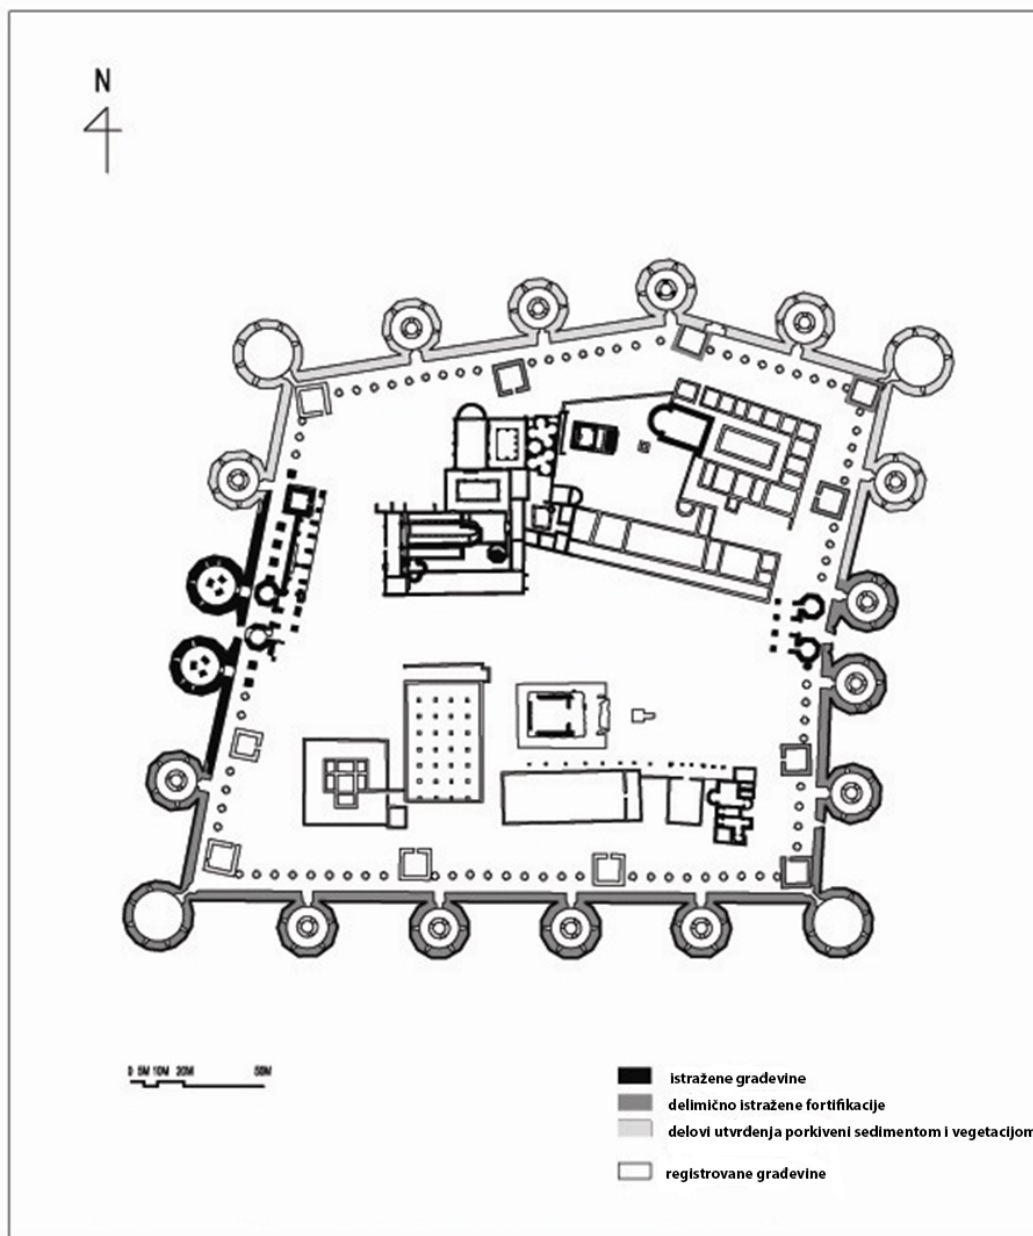 N
0 5M 10M 20M 50M
istražene građevine
delimično istražene fortifikacije
delovi utvrđenja porkiveni sedimentom i vegetacijom
registrovane građevine